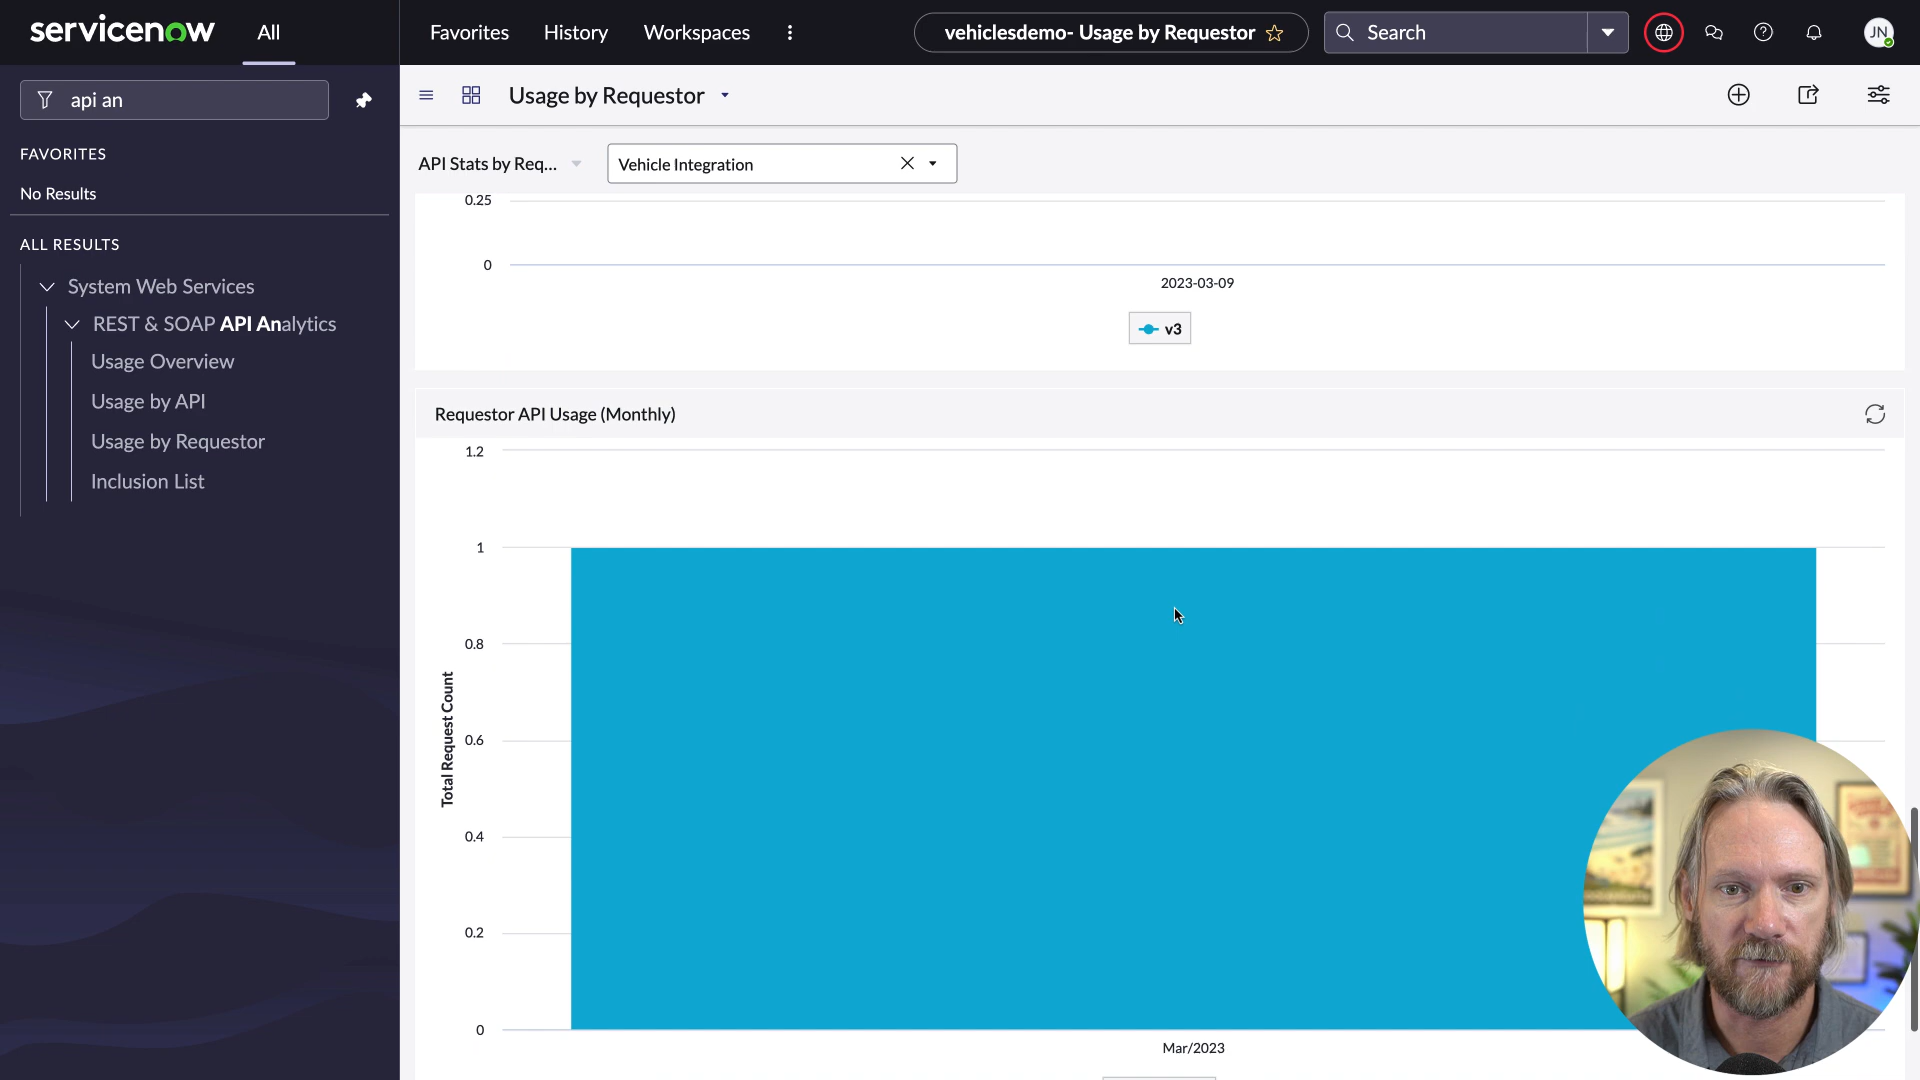 servicenow
All
Favorites
History
Workspaces
vehiclesdemo- Usage by Requestor
Search
JN
api an
FAVORITES
No Results
ALL RESULTS
System Web Services
REST & SOAP API Analytics
Usage Overview
Usage by API
Usage by Requestor
Inclusion List
Usage by Requestor
API Stats by Req...
Vehicle Integration
0.25
0
2023-03-09
v3
Requestor API Usage (Monthly)
1.2
1
0.8
0.6
0.4
0.2
0
Total Request Count
Mar/2023